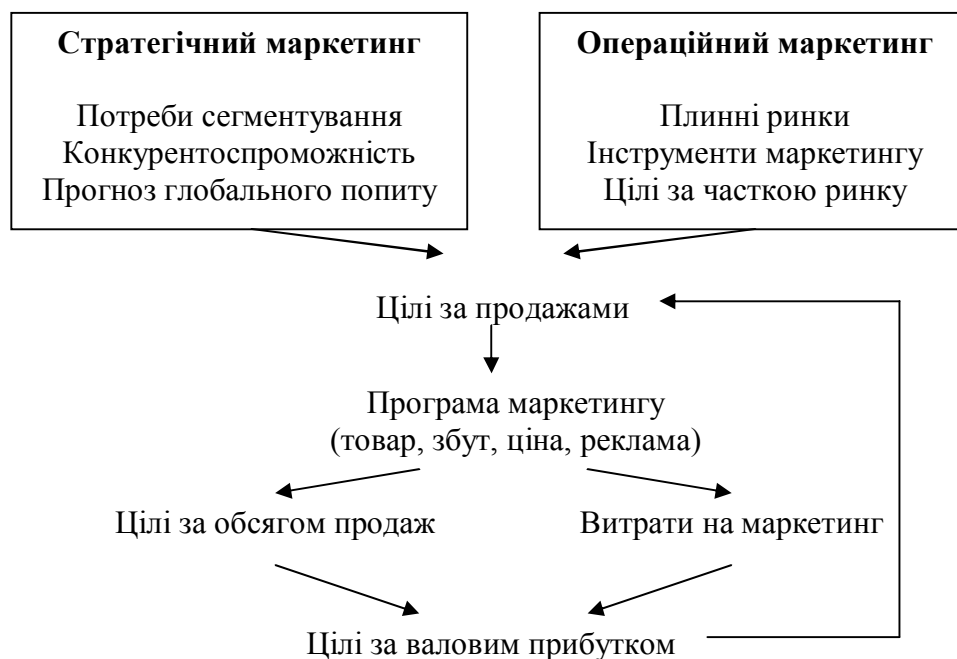 Стратегічний маркетинг
Потреби сегментування
Конкурентоспроможність
Прогноз глобального попиту
Операційний маркетинг
Плинні ринки
Інструменти маркетингу
Цілі за часткою ринку
Цілі за продажами
Програма маркетингу
(товар, збут, ціна, реклама)
Цілі за обсягом продаж
Витрати на маркетинг
Цілі за валовим прибутком